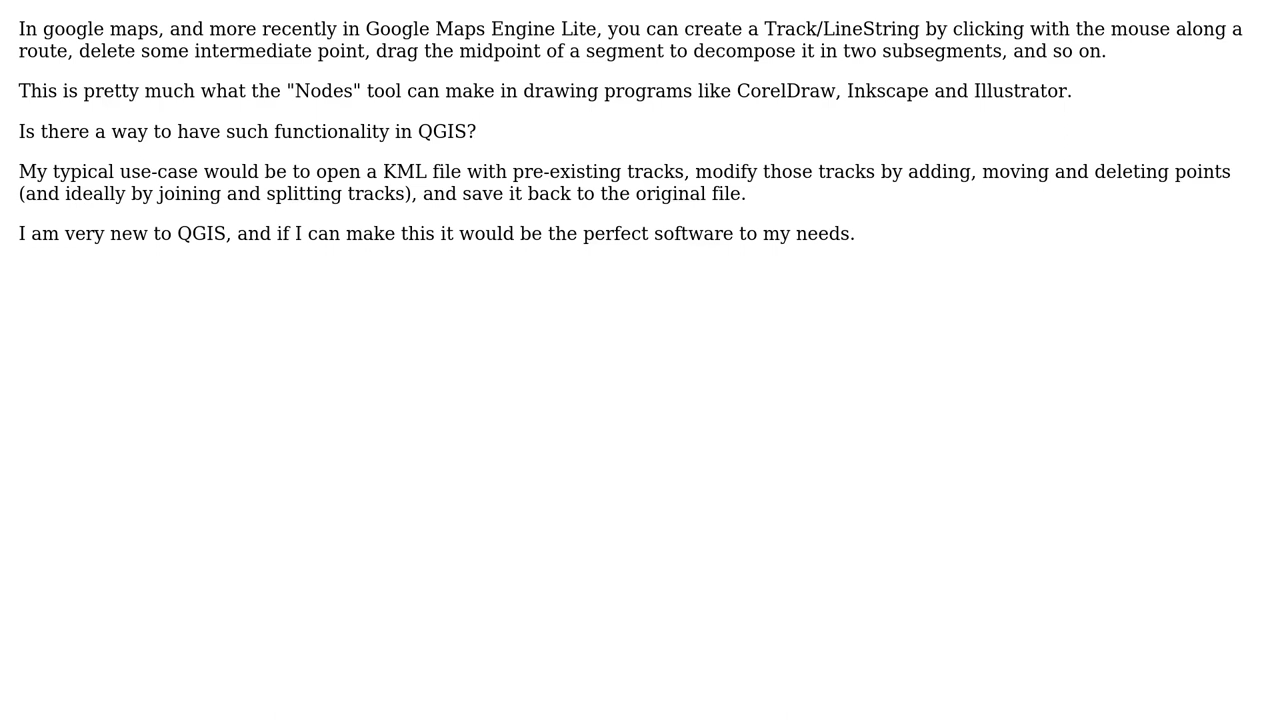 In google maps, and more recently in Google Maps Engine Lite, you can create a Track/LineString by clicking with the mouse along a
route, delete some intermediate point, drag the midpoint of a segment to decompose it in two subsegments, and so on.
This is pretty much what the "Nodes" tool can make in drawing programs like CorelDraw, Inkscape and Illustrator.
Is there a way to have such functionality in QGIS?
My typical use-case would be to open a KML file with pre-existing tracks, modify those tracks by adding, moving and deleting points
(and ideally by joining and splitting tracks), and save it back to the original file.
I am very new to QGIS, and if I can make this it would be the perfect software to my needs.